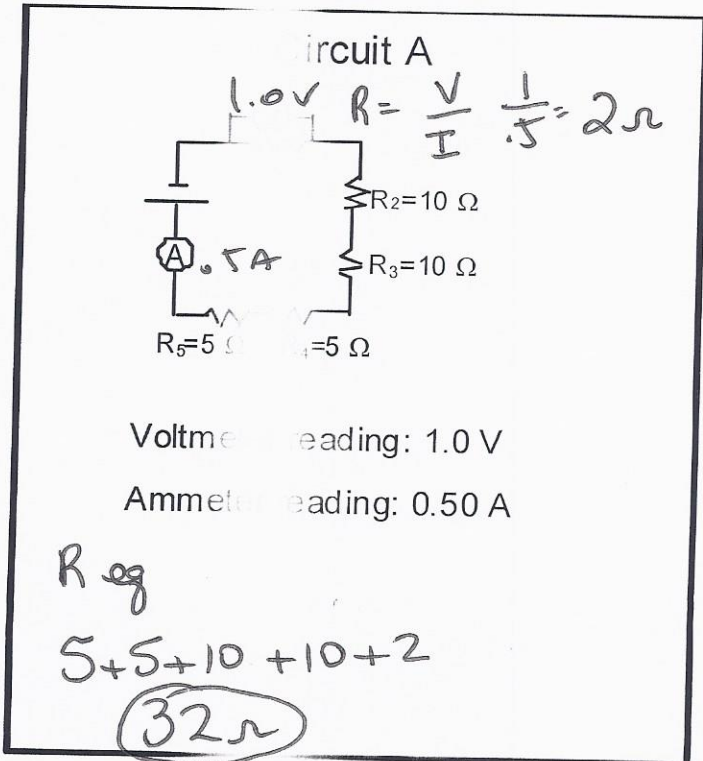 ircuit A
1.0V R = V/I 1/.5 = 2Ω
R2=10 Ω
A .5A
R3=10 Ω
R5=5 Ω 4=5 Ω
Voltme eading: 1.0 V
Ammet eading: 0.50 A
R eq
5+5+10+10+2
32Ω